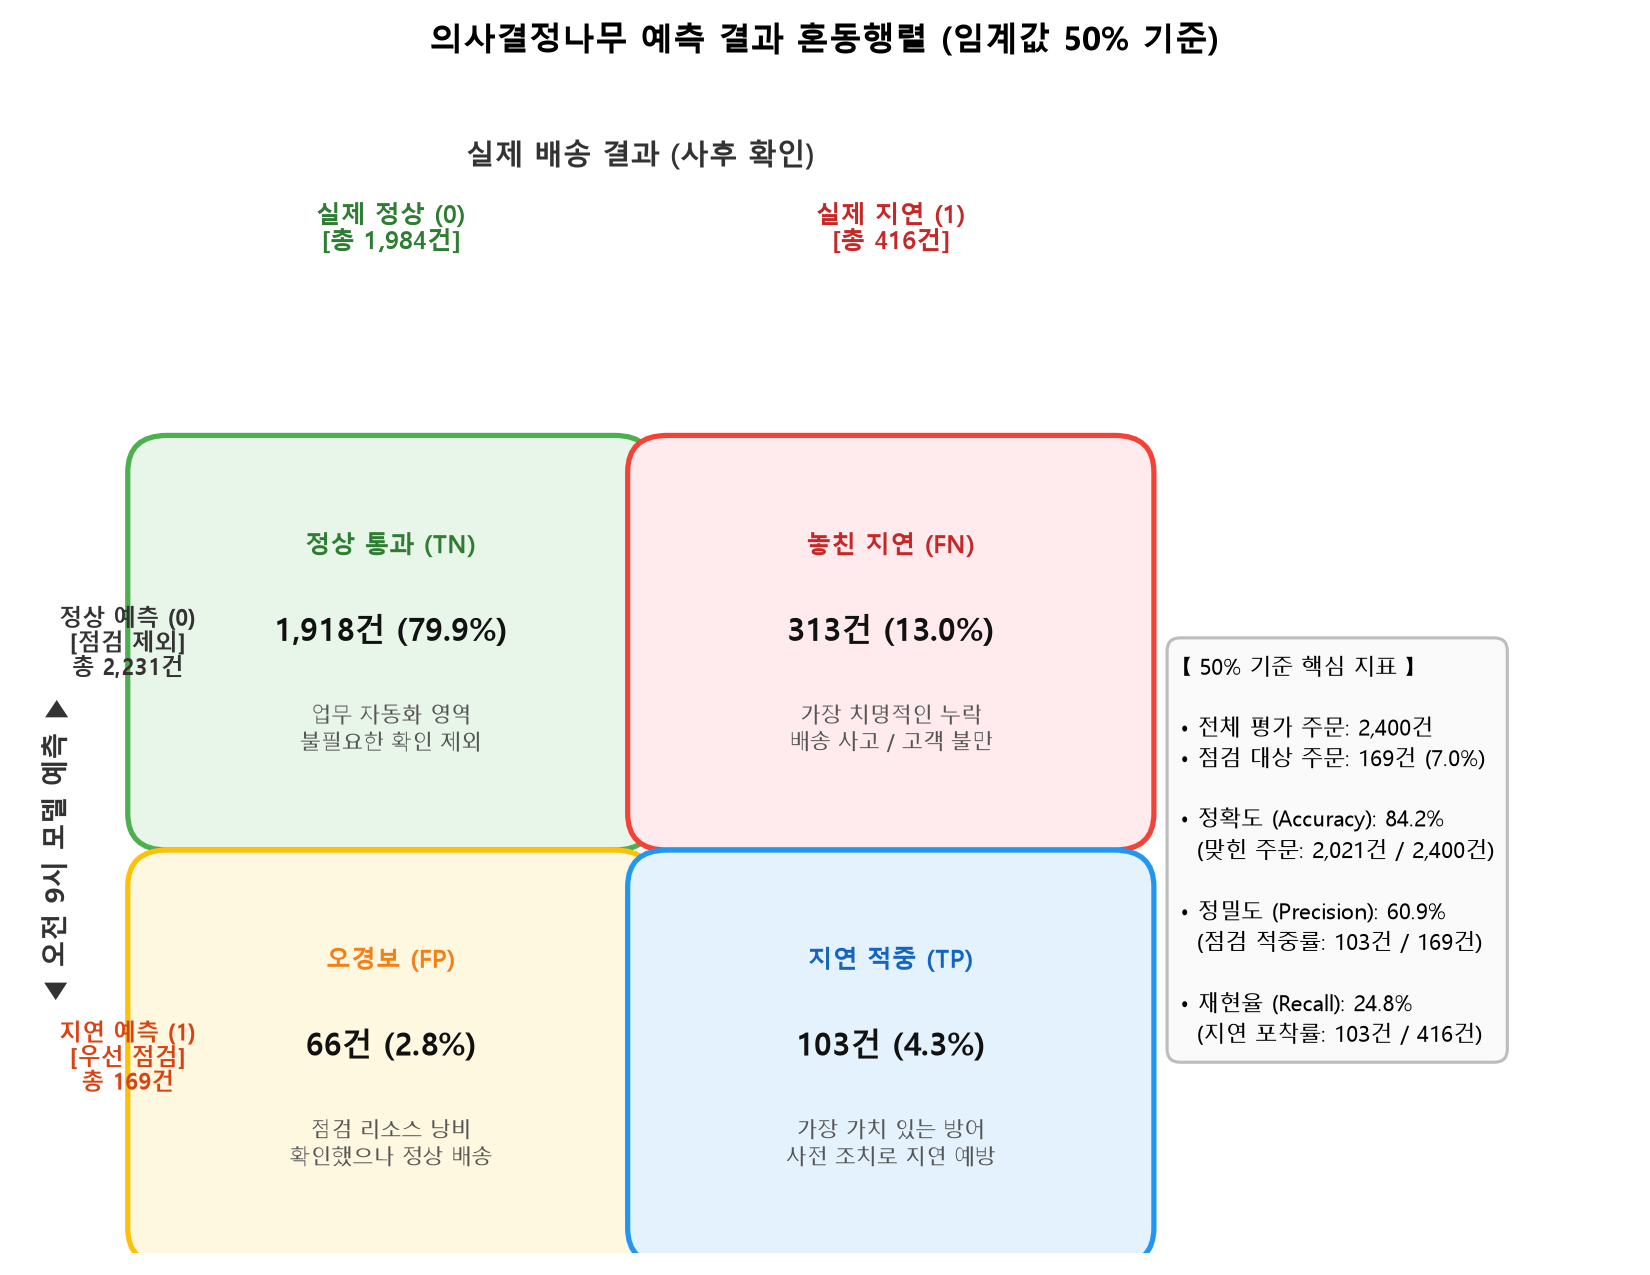 의사결정나무 예측 결과 혼동행렬 (임계값 50% 기준)
실제 배송 결과 (사후 확인)
실제 정상 (0)
[총 1,984건]
실제 지연 (1)
[총 416건]
◀ 오전 9시 모델 예측 ▶
정상 예측 (0)
[점검 제외]
총 2,231건
정상 통과 (TN)
1,918건 (79.9%)
업무 자동화 영역
불필요한 확인 제외
놓친 지연 (FN)
313건 (13.0%)
가장 치명적인 누락
배송 사고 / 고객 불만
지연 예측 (1)
[우선 점검]
총 169건
오경보 (FP)
66건 (2.8%)
점검 리소스 낭비
확인했으나 정상 배송
지연 적중 (TP)
103건 (4.3%)
가장 가치 있는 방어
사전 조치로 지연 예방
【 50% 기준 핵심 지표 】
• 전체 평가 주문: 2,400건
• 점검 대상 주문: 169건 (7.0%)
• 정확도 (Accuracy): 84.2%
(맞힌 주문: 2,021건 / 2,400건)
• 정밀도 (Precision): 60.9%
(점검 적중률: 103건 / 169건)
• 재현율 (Recall): 24.8%
(지연 포착률: 103건 / 416건)